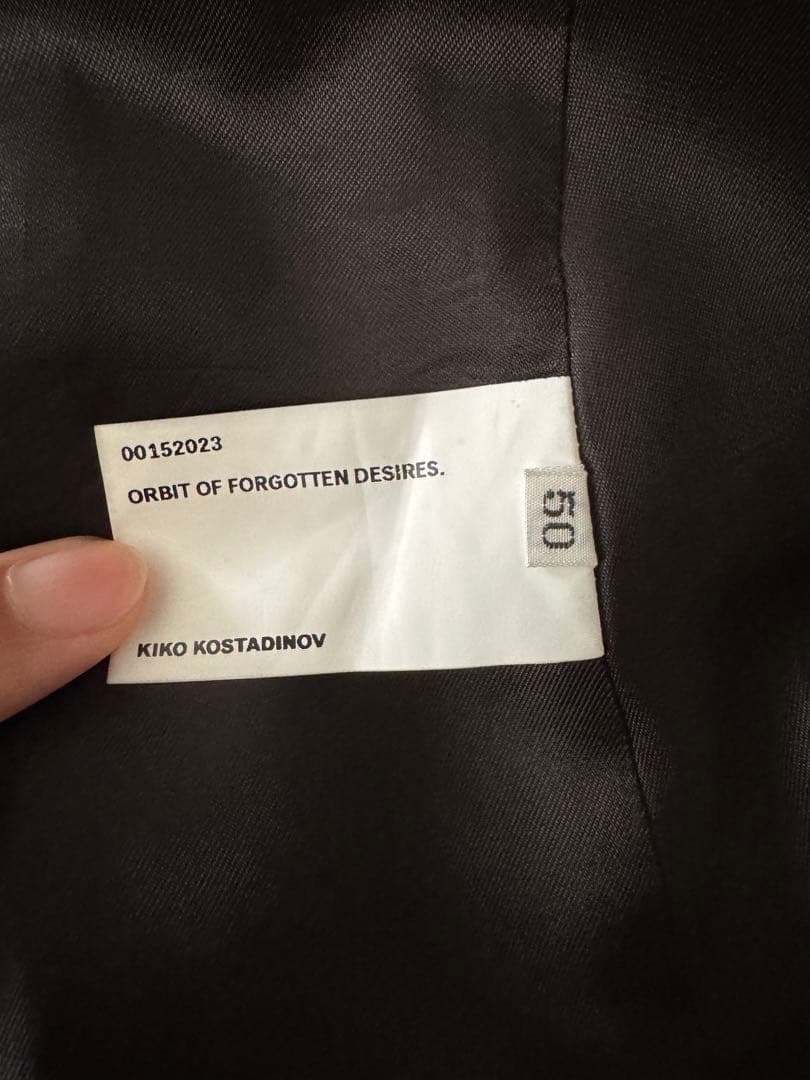 00152023
ORBIT OF FORGOTTEN DESIRES.
50
KIKO KOSTADINOV